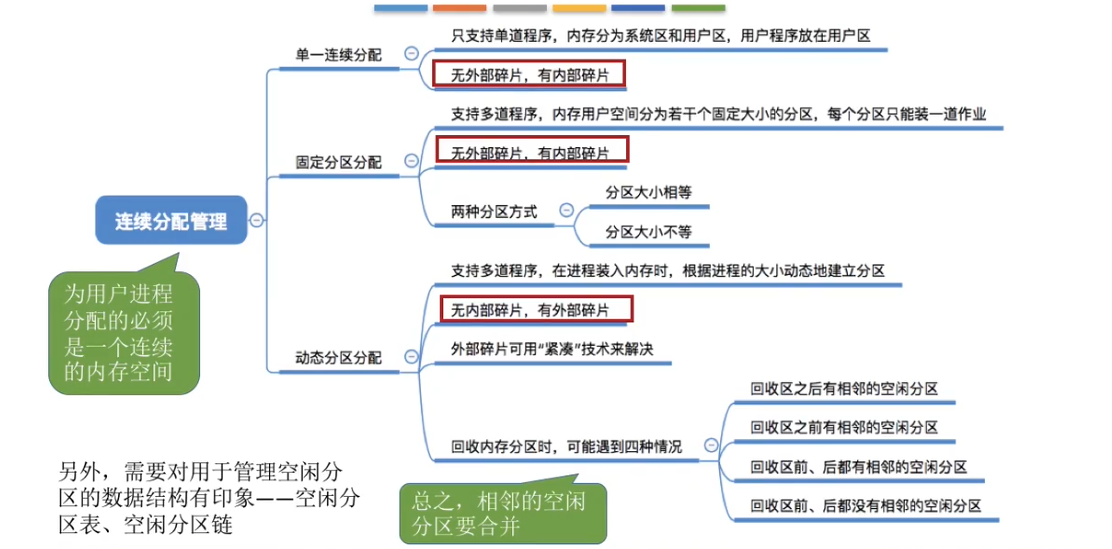 单一连续分配
只支持单道程序，内存分为系统区和用户区，用户程序放在用户区
无外部碎片，有内部碎片
固定分区分配
支持多道程序，内存用户空间分为若干个固定大小的分区，每个分区只能装一道作业
无外部碎片，有内部碎片
两种分区方式
分区大小相等
分区大小不等
连续分配管理
为用户进程
分配的必须
是一个连续
的内存空间
动态分区分配
支持多道程序，在进程装入内存时，根据进程的大小动态地建立分区
无内部碎片，有外部碎片
外部碎片可用“紧凑”技术来解决
回收内存分区时，可能遇到四种情况
回收区之后有相邻的空闲分区
回收区之前有相邻的空闲分区
回收区前、后都有相邻的空闲分区
回收区前、后都没有相邻的空闲分区
总之，相邻的空闲
分区要合并
另外，需要对用于管理空闲分
区的数据结构有印象——空闲分
区表、空闲分区链